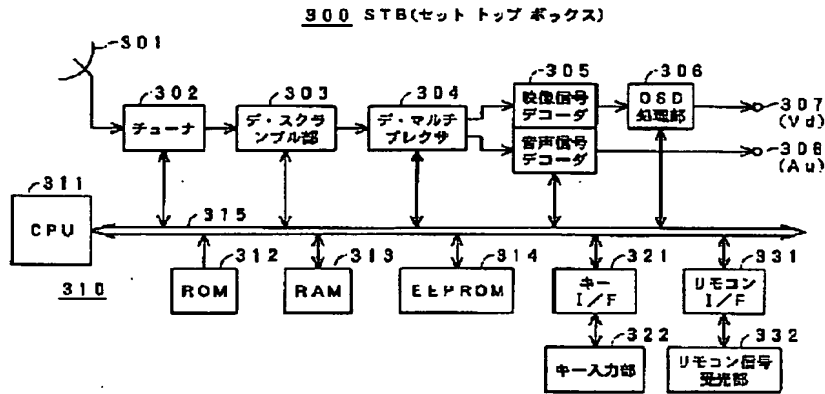 300 STB(セット トップ ボックス)
301
302
303
304
305
306
チューナ
デ・スクラ
ンブル部
デ・マルチ
プレクサ
映像信号
デコーダ
音声信号
デコーダ
OSD
処理部
307
(Vd)
308
(Au)
311
CPU
315
310
312
ROM
313
RAM
314
EEPROM
321
キー
I/F
331
リモコン
I/F
322
キー入力部
332
リモコン信号
受光部